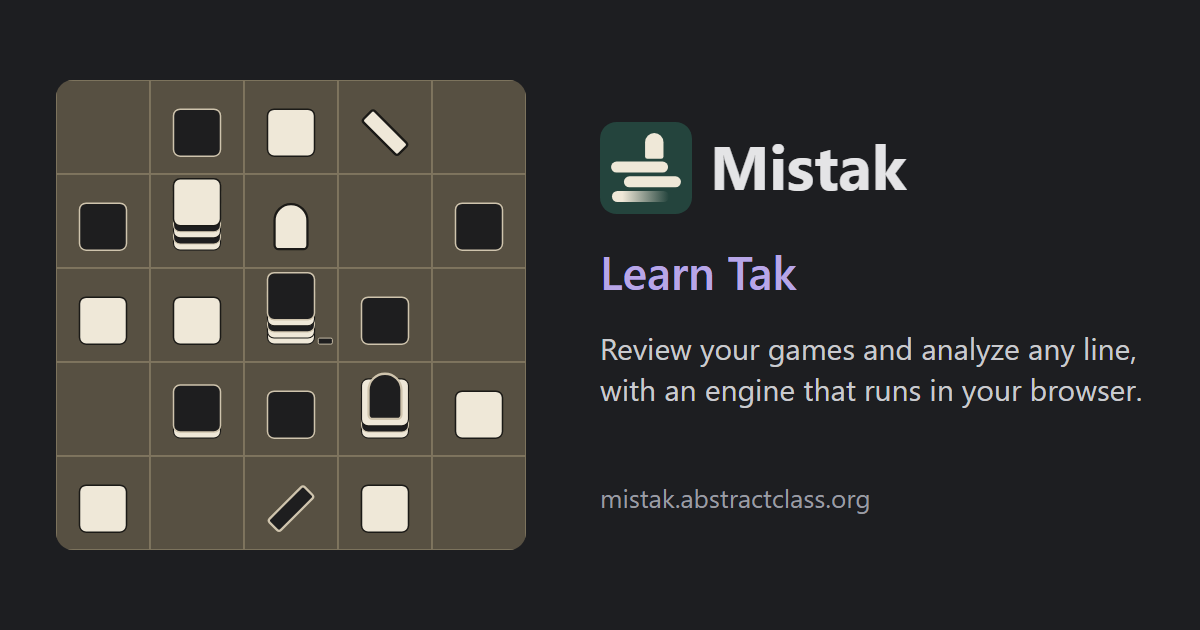 Mistak
Learn Tak
Review your games and analyze any line,
with an engine that runs in your browser.
mistak.abstractclass.org